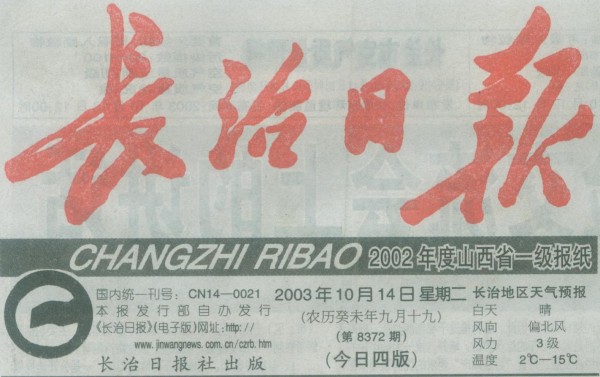 长治日报
CHANGZHI RIBAO 2002年度山西省一级报纸
国内统一刊号：CN14—0021
本报发行部自办发行
《长治日报》(电子版)网址：http://
www.jinwangnews.com.cn/czrb.htm
长治日报社出版
2003年10月14日 星期二
(农历癸未年九月十九)
(第8372期)
(今日四版)
长治地区天气预报
白天 晴
风向 偏北风
风力 3级
温度 2℃—15℃